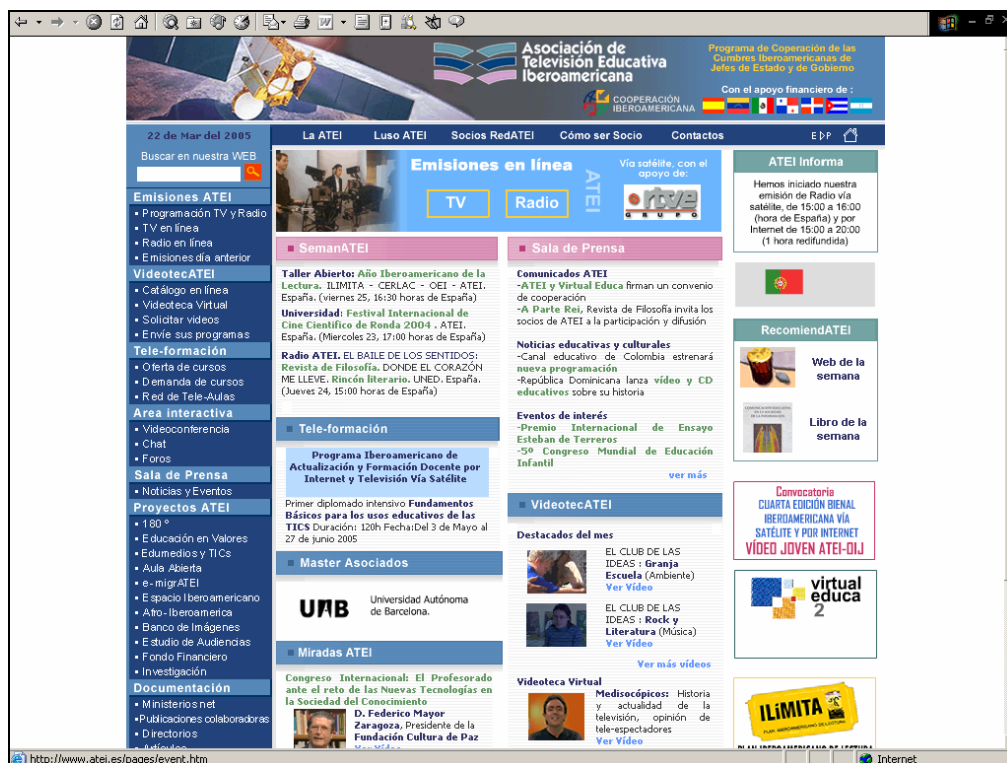 Asociación de
Televisión Educativa
Iberoamericana
COOPERACIÓN
IBEROAMERICANA
Programa de Coperación de las
Cumbres Iberoamericanas de
Jefes de Estado y de Gobierno
Con el apoyo financiero de :
22 de Mar del 2005
La ATEI
Luso ATEI
Socios RedATEI
Cómo ser Socio
Contactos
E P
Buscar en nuestra WEB
Emisiones ATEI
Programación TV y Radio
TV en línea
Radio en línea
Emisiones día anterior
VideotecATEI
Catálogo en línea
Videoteca Virtual
Solicitar videos
Envíe sus programas
Tele-formación
Oferta de cursos
Demanda de cursos
Red de Tele-Aulas
Area interactiva
Videoconferencia
Chat
Foros
Sala de Prensa
Noticias y Eventos
Proyectos ATEI
180 º
Educación en Valores
Edumedios y TICs
Aula Abierta
e-migrATEI
Espacio Iberoamericano
Afro-Iberoamerica
Banco de Imágenes
Estudio de Audiencias
Fondo Financiero
Investigación
Documentación
Ministerios net
Publicaciones colaboradoras
Directorios
Artículos
Emisiones en línea
TV
Radio
ATEI
Vía satélite, con el
apoyo de:
rtve
GRUPO
SemanATEI
Taller Abierto: Año Iberoamericano de la
Lectura. ILIMITA - CERLAC - OEI - ATEI.
España. (viernes 25, 16:30 horas de España)
Universidad: Festival Internacional de
Cine Científico de Ronda 2004 . ATEI.
España. (Miercoles 23, 17:00 horas de España)
Radio ATEI. EL BAILE DE LOS SENTIDOS:
Revista de Filosofía. DONDE EL CORAZÓN
ME LLEVE. Rincón literario. UNED. España.
(Jueves 24, 15:00 horas de España)
Tele-formación
Programa Iberoamericano de
Actualización y Formación Docente por
Internet y Televisión Vía Satélite
Primer diplomado intensivo Fundamentos
Básicos para los usos educativos de las
TICS Duración: 120h Fecha:Del 3 de Mayo al
27 de junio 2005
Master Asociados
UAB
Universidad Autónoma
de Barcelona.
Miradas ATEI
Congreso Internacional: El Profesorado
ante el reto de las Nuevas Tecnologías en
la Sociedad del Conocimiento
D. Federico Mayor
Zaragoza, Presidente de la
Fundación Cultura de Paz
Ver Vídeo
Sala de Prensa
Comunicados ATEI
-ATEI y Virtual Educa firman un convenio
de cooperación
-A Parte Rei, Revista de Filosofía invita los
socios de ATEI a la participación y difusión
Noticias educativas y culturales
-Canal educativo de Colombia estrenará
nueva programación
-República Dominicana lanza vídeo y CD
educativos sobre su historia
Eventos de interés
-Premio Internacional de Ensayo
Esteban de Terreros
-5º Congreso Mundial de Educación
Infantil
ver más
VideotecATEI
Destacados del mes
EL CLUB DE LAS
IDEAS : Granja
Escuela (Ambiente)
Ver Vídeo
EL CLUB DE LAS
IDEAS : Rock y
Literatura (Música)
Ver Vídeo
Ver más vídeos
Videoteca Virtual
Mediscópicos: Historia
y actualidad de la
televisión, opinión de
tele-espectadores
Ver Vídeo
ATEI Informa
Hemos iniciado nuestra
emisión de Radio vía
satélite, de 15:00 a 16:00
(hora de España) y por
Internet de 15:00 a 20:00
(1 hora redifundida)
RecomiendATEI
Web de la
semana
Libro de la
semana
Convocatoria
CUARTA EDICIÓN BIENAL
IBEROAMERICANA VÍA
SATÉLITE Y POR INTERNET
VÍDEO JOVEN ATEI-OIJ
virtual
educa
2
ILÍMITA
PLAN IBEROAMERICANO DE LECTURA
PLAN IBEROAMERICANO DE LECTURA
http://www.atei.es/pages/event.htm
Internet